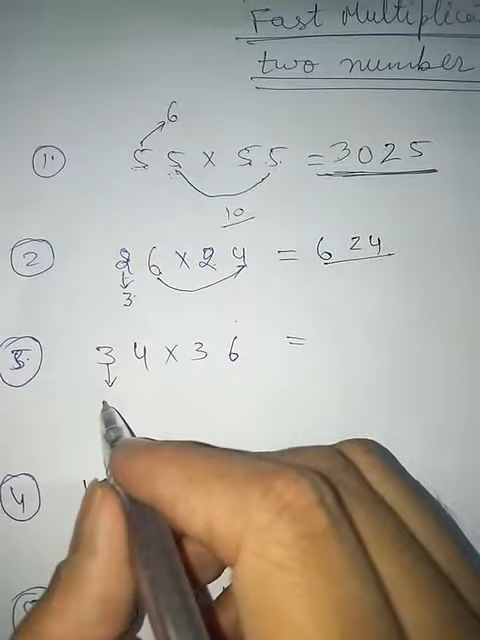 Fast Multiplica
two number
1. 55 x 55 = 3025
6
10
2 26 x 24 = 624
3
3 34 x 36 =
4